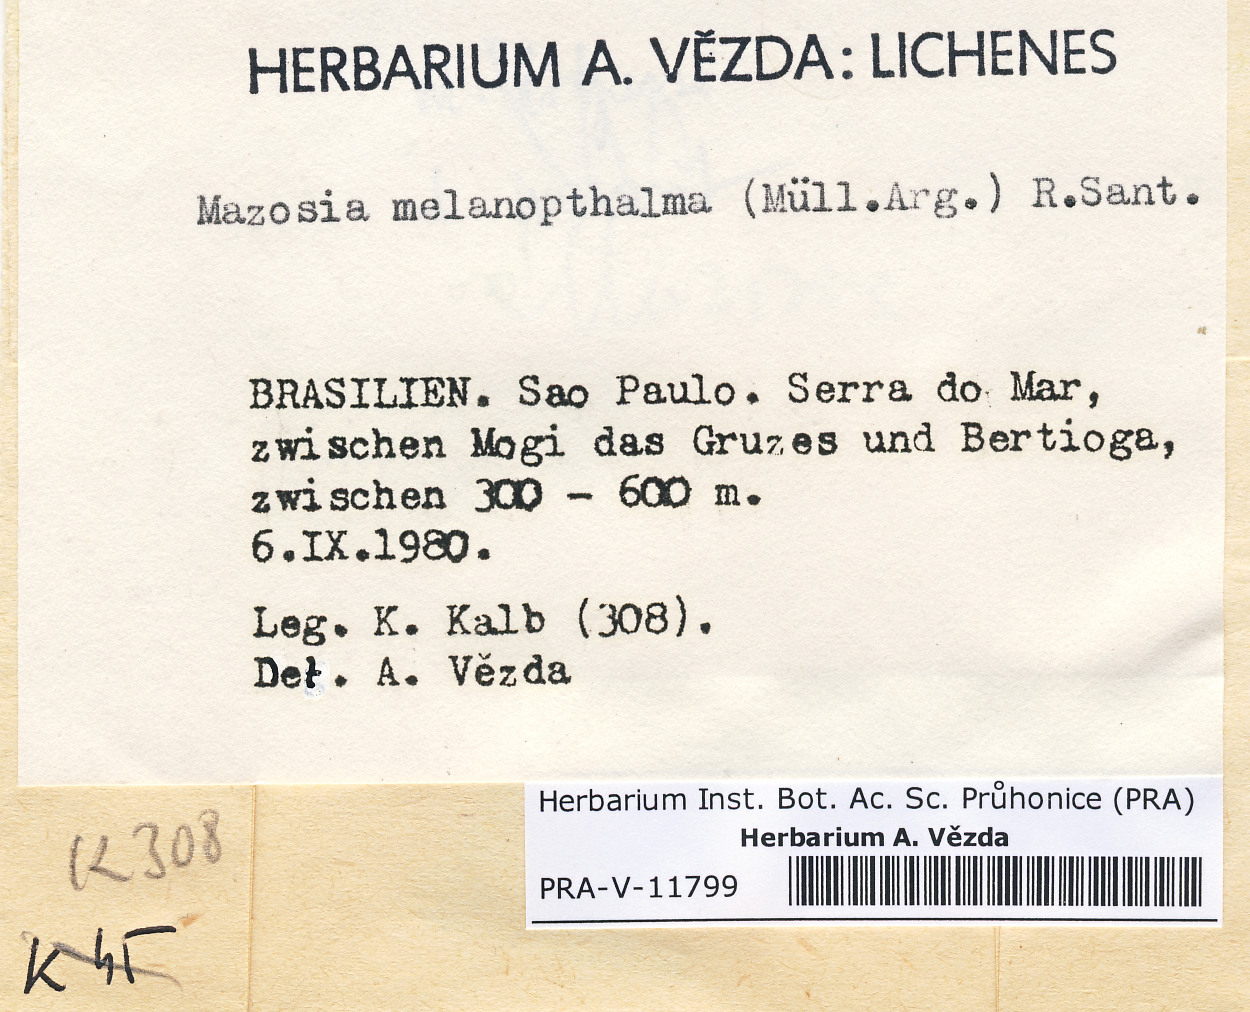 HERBARIUM A. VĚZDA: LICHENES
Mazosia melanopthalma (Müll.Arg.) R.Sant.
BRASILIEN. Sao Paulo. Serra do Mar,
zwischen Mogi das Gruzes und Bertioga,
zwischen 300 - 600 m.
6.IX.1980.
Leg. K. Kalb (308).
Det. A. Vězda
Herbarium Inst. Bot. Ac. Sc. Průhonice (PRA)
Herbarium A. Vězda
PRA-V-11799
K308